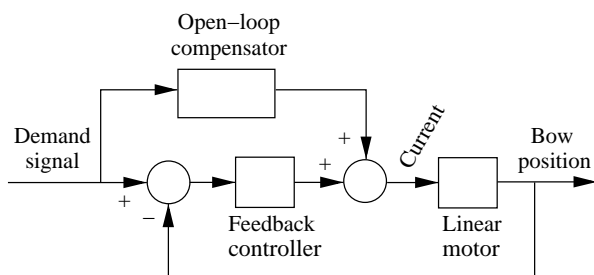 Open−loop
compensator
Demand
signal
+
Current
Bow
position
+
+
−
Feedback
controller
Linear
motor